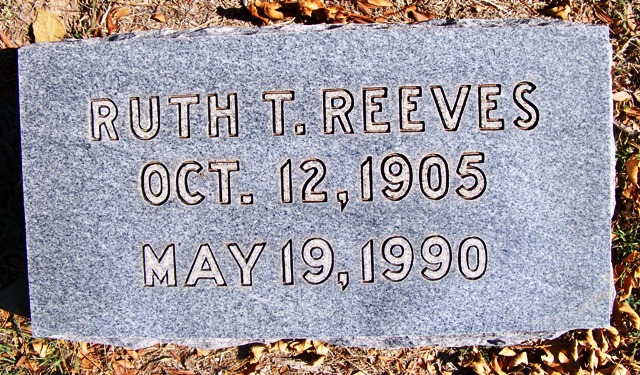 RUTH T. REEVES
OCT. 12, 1905
MAY 19, 1990